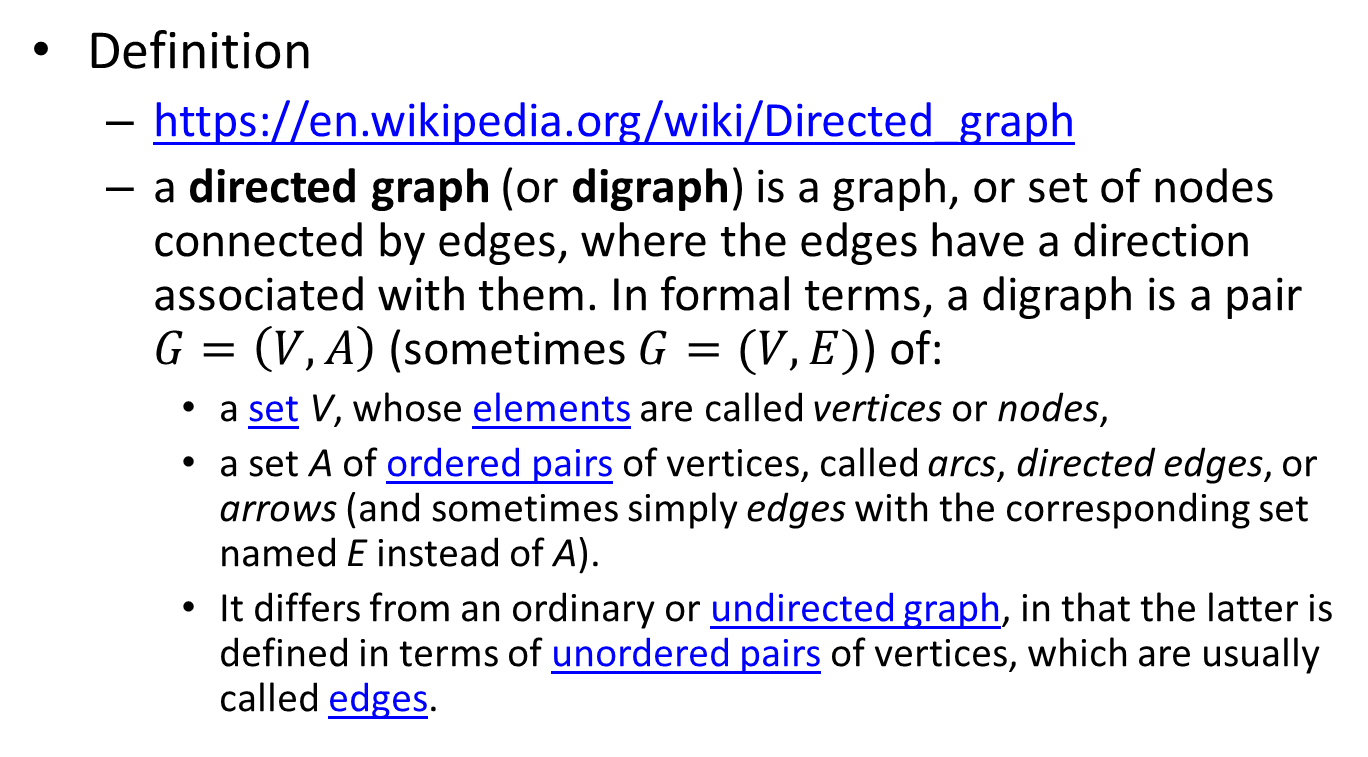 • Definition
– https://en.wikipedia.org/wiki/Directed_graph
– a directed graph (or digraph) is a graph, or set of nodes
connected by edges, where the edges have a direction
associated with them. In formal terms, a digraph is a pair
G = (V, A) (sometimes G = (V, E)) of:
• a set V, whose elements are called vertices or nodes,
• a set A of ordered pairs of vertices, called arcs, directed edges, or
arrows (and sometimes simply edges with the corresponding set
named E instead of A).
• It differs from an ordinary or undirected graph, in that the latter is
defined in terms of unordered pairs of vertices, which are usually
called edges.